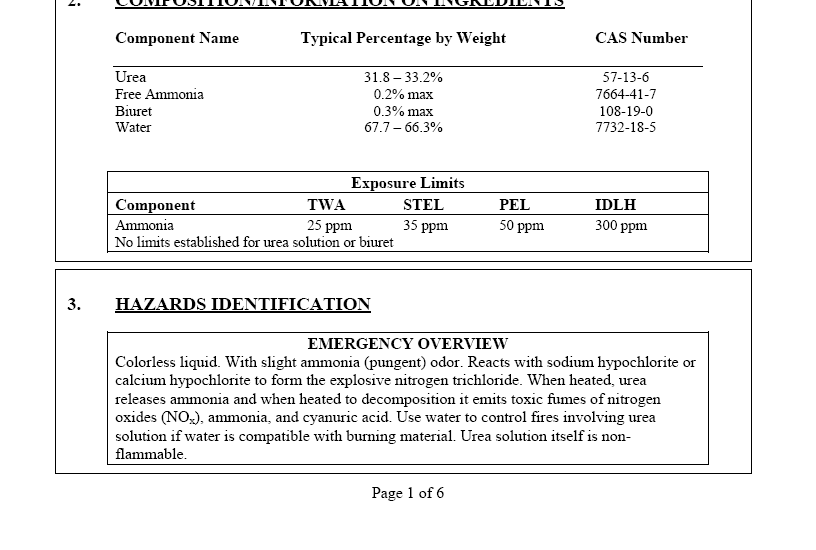 2. COMPOSITION/INFORMATION ON INGREDIENTS
Component Name Typical Percentage by Weight CAS Number
Urea 31.8 – 33.2% 57-13-6
Free Ammonia 0.2% max 7664-41-7
Biuret 0.3% max 108-19-0
Water 67.7 – 66.3% 7732-18-5
Exposure Limits
Component TWA STEL PEL IDLH
Ammonia 25 ppm 35 ppm 50 ppm 300 ppm
No limits established for urea solution or biuret
3. HAZARDS IDENTIFICATION
EMERGENCY OVERVIEW
Colorless liquid. With slight ammonia (pungent) odor. Reacts with sodium hypochlorite or
calcium hypochlorite to form the explosive nitrogen trichloride. When heated, urea
releases ammonia and when heated to decomposition it emits toxic fumes of nitrogen
oxides (NOx), ammonia, and cyanuric acid. Use water to control fires involving urea
solution if water is compatible with burning material. Urea solution itself is non-
flammable.
Page 1 of 6